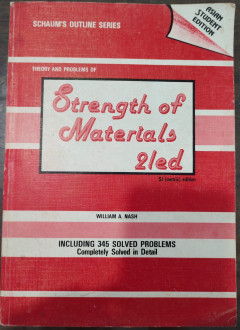 SCHAUM'S OUTLINE SERIES
ASIAN
STUDENT
EDITION
THEORY AND PROBLEMS OF
Strength of
Materials
2/ed
SI (metric) edition
WILLIAM A. NASH
INCLUDING 345 SOLVED PROBLEMS
Completely Solved in Detail